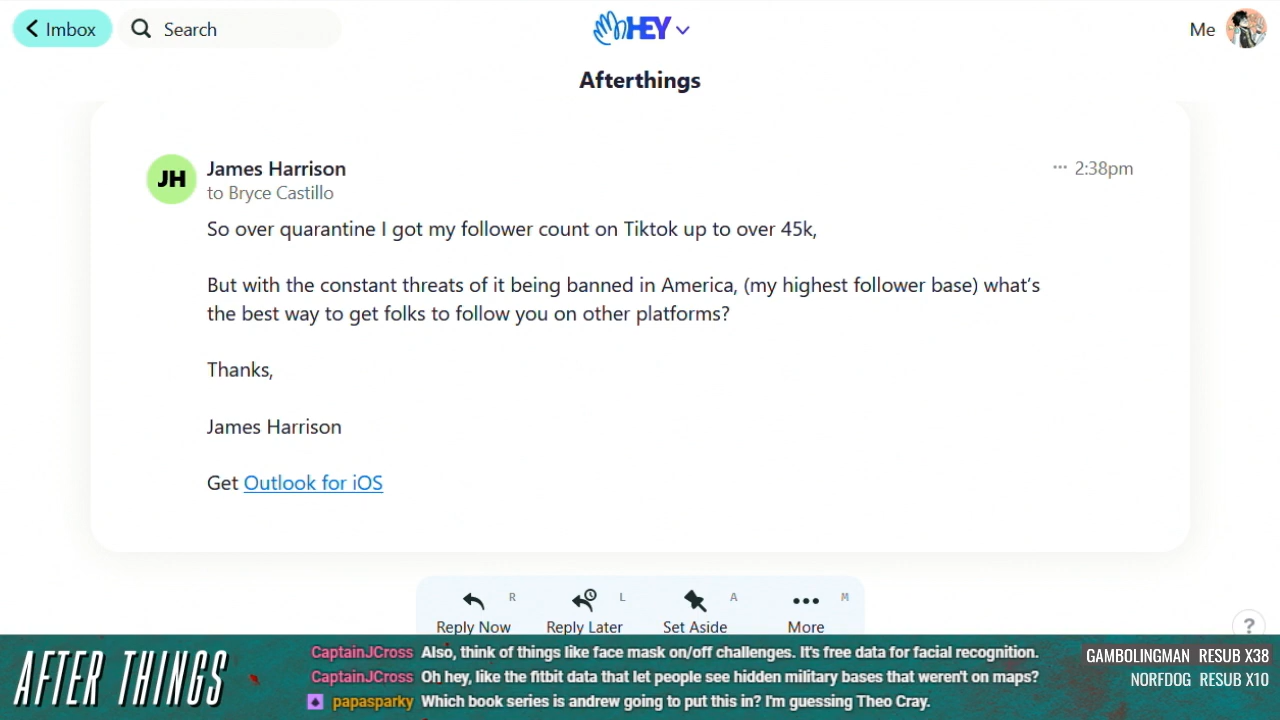 Imbox
Search
HEY
Me
Afterthings
JH
James Harrison
2:38pm
to Bryce Castillo
So over quarantine I got my follower count on Tiktok up to over 45k,
But with the constant threats of it being banned in America, (my highest follower base) what's
the best way to get folks to follow you on other platforms?
Thanks,
James Harrison
Get Outlook for iOS
R
L
A
M
Reply Now
Reply Later
Set Aside
More
?
AFTER THINGS
CaptainJCross Also, think of things like face mask on/off challenges. It's free data for facial recognition.
CaptainJCross Oh hey, like the fitbit data that let people see hidden military bases that weren't on maps?
papasparky Which book series is andrew going to put this in? I'm guessing Theo Cray.
GAMBOLINGMAN RESUB X38
NORFDOG RESUB X10